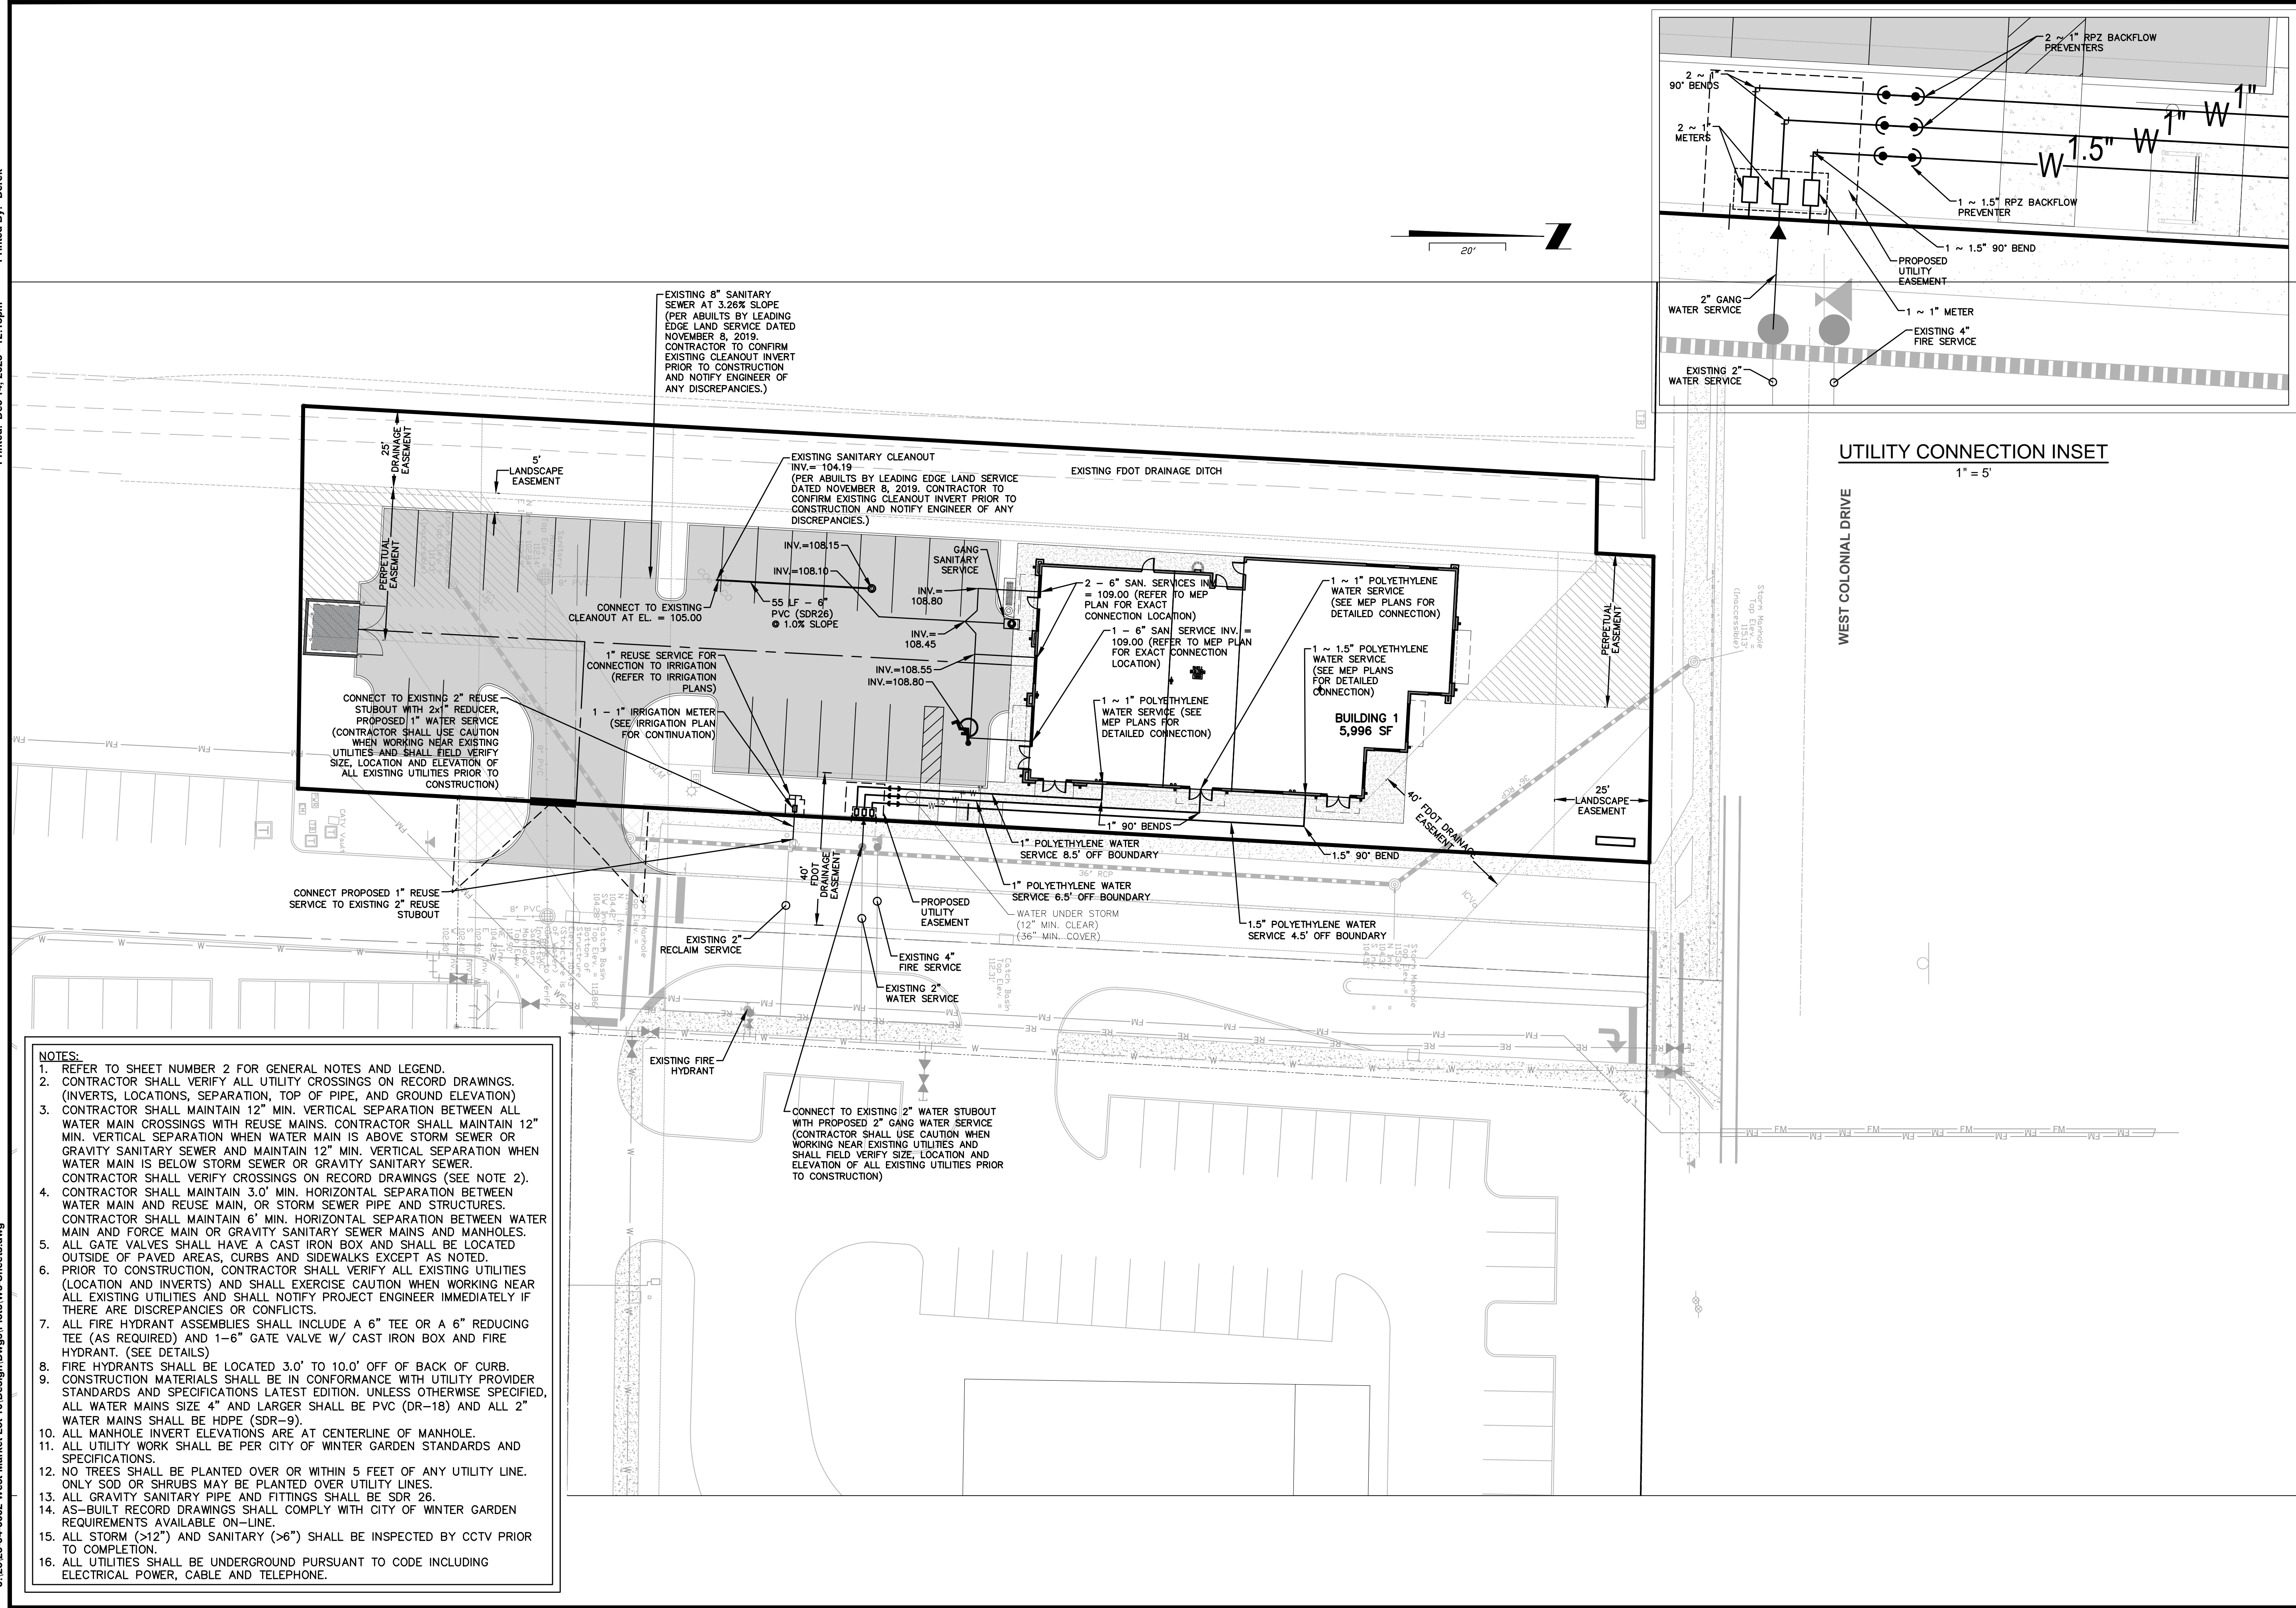 2 ~ 1" RPZ BACKFLOW
PREVENTERS
2 ~ 1"
90° BENDS
2 ~ 1"
METERS
W 1"
W 1"
W 1.5"
1 ~ 1.5" RPZ BACKFLOW
PREVENTER
1 ~ 1.5" 90° BEND
PROPOSED
UTILITY
EASEMENT
2" GANG
WATER SERVICE
1 ~ 1" METER
EXISTING 4"
FIRE SERVICE
EXISTING 2"
WATER SERVICE
UTILITY CONNECTION INSET
1" = 5'
WEST COLONIAL DRIVE
20'
Z
EXISTING 8" SANITARY
SEWER AT 3.26% SLOPE
(PER ABUILTS BY LEADING
EDGE LAND SERVICE DATED
NOVEMBER 8, 2019.
CONTRACTOR TO CONFIRM
EXISTING CLEANOUT INVERT
PRIOR TO CONSTRUCTION
AND NOTIFY ENGINEER OF
ANY DISCREPANCIES.)
25'
DRAINAGE
EASEMENT
5'
LANDSCAPE
EASEMENT
PERPETUAL
EASEMENT
EXISTING SANITARY CLEANOUT
INV.= 104.19
(PER ABUILTS BY LEADING EDGE LAND SERVICE
DATED NOVEMBER 8, 2019. CONTRACTOR TO
CONFIRM EXISTING CLEANOUT INVERT PRIOR TO
CONSTRUCTION AND NOTIFY ENGINEER OF ANY
DISCREPANCIES.)
EXISTING FDOT DRAINAGE DITCH
INV.=108.15
INV.=108.10
GANG
SANITARY
SERVICE
INV.=
108.80
INV.=
108.45
INV.=108.55
INV.=108.80
CONNECT TO EXISTING
CLEANOUT AT EL. = 105.00
55 LF - 6"
PVC (SDR26)
@ 1.0% SLOPE
2 - 6" SAN. SERVICES INV.
= 109.00 (REFER TO MEP
PLAN FOR EXACT
CONNECTION LOCATION)
1 - 6" SAN. SERVICE INV. =
109.00 (REFER TO MEP PLAN
FOR EXACT CONNECTION
LOCATION)
1 ~ 1" POLYETHYLENE
WATER SERVICE
(SEE MEP PLANS FOR
DETAILED CONNECTION)
1 ~ 1.5" POLYETHYLENE
WATER SERVICE
(SEE MEP PLANS
FOR DETAILED
CONNECTION)
1 ~ 1" POLYETHYLENE
WATER SERVICE (SEE
MEP PLANS FOR
DETAILED CONNECTION)
BUILDING 1
5,996 SF
PERPETUAL
EASEMENT
25'
LANDSCAPE
EASEMENT
40' FDOT DRAINAGE
EASEMENT
Storm Manhole
Top Elev. =
115.13'
(Inaccessible)
1" REUSE SERVICE FOR
CONNECTION TO IRRIGATION
(REFER TO IRRIGATION
PLANS)
1 - 1" IRRIGATION METER
(SEE IRRIGATION PLAN
FOR CONTINUATION)
CONNECT TO EXISTING 2" REUSE
STUBOUT WITH 2x1" REDUCER,
PROPOSED 1" WATER SERVICE
(CONTRACTOR SHALL USE CAUTION
WHEN WORKING NEAR EXISTING
UTILITIES AND SHALL FIELD VERIFY
SIZE, LOCATION AND ELEVATION OF
ALL EXISTING UTILITIES PRIOR TO
CONSTRUCTION)
CONNECT PROPOSED 1" REUSE
SERVICE TO EXISTING 2" REUSE
STUBOUT
40'
FDOT
DRAINAGE
EASEMENT
EXISTING 2"
RECLAIM SERVICE
1" 90° BENDS
1" POLYETHYLENE WATER
SERVICE 8.5' OFF BOUNDARY
1.5" 90° BEND
36" RCP
1" POLYETHYLENE WATER
SERVICE 6.5' OFF BOUNDARY
PROPOSED
UTILITY
EASEMENT
WATER UNDER STORM
(12" MIN. CLEAR)
(36" MIN. COVER)
1.5" POLYETHYLENE WATER
SERVICE 4.5' OFF BOUNDARY
EXISTING 4"
FIRE SERVICE
EXISTING 2"
WATER SERVICE
EXISTING FIRE
HYDRANT
CONNECT TO EXISTING 2" WATER STUBOUT
WITH PROPOSED 2" GANG WATER SERVICE
(CONTRACTOR SHALL USE CAUTION WHEN
WORKING NEAR EXISTING UTILITIES AND
SHALL FIELD VERIFY SIZE, LOCATION AND
ELEVATION OF ALL EXISTING UTILITIES PRIOR
TO CONSTRUCTION)
NOTES:
1. REFER TO SHEET NUMBER 2 FOR GENERAL NOTES AND LEGEND.
2. CONTRACTOR SHALL VERIFY ALL UTILITY CROSSINGS ON RECORD DRAWINGS.
(INVERTS, LOCATIONS, SEPARATION, TOP OF PIPE, AND GROUND ELEVATION)
3. CONTRACTOR SHALL MAINTAIN 12" MIN. VERTICAL SEPARATION BETWEEN ALL
WATER MAIN CROSSINGS WITH REUSE MAINS. CONTRACTOR SHALL MAINTAIN 12"
MIN. VERTICAL SEPARATION WHEN WATER MAIN IS ABOVE STORM SEWER OR
GRAVITY SANITARY SEWER AND MAINTAIN 12" MIN. VERTICAL SEPARATION WHEN
WATER MAIN IS BELOW STORM SEWER OR GRAVITY SANITARY SEWER.
CONTRACTOR SHALL VERIFY CROSSINGS ON RECORD DRAWINGS (SEE NOTE 2).
4. CONTRACTOR SHALL MAINTAIN 3.0' MIN. HORIZONTAL SEPARATION BETWEEN
WATER MAIN AND REUSE MAIN, OR STORM SEWER PIPE AND STRUCTURES.
CONTRACTOR SHALL MAINTAIN 6' MIN. HORIZONTAL SEPARATION BETWEEN WATER
MAIN AND FORCE MAIN OR GRAVITY SANITARY SEWER MAINS AND MANHOLES.
5. ALL GATE VALVES SHALL HAVE A CAST IRON BOX AND SHALL BE LOCATED
OUTSIDE OF PAVED AREAS, CURBS AND SIDEWALKS EXCEPT AS NOTED.
6. PRIOR TO CONSTRUCTION, CONTRACTOR SHALL VERIFY ALL EXISTING UTILITIES
(LOCATION AND INVERTS) AND SHALL EXERCISE CAUTION WHEN WORKING NEAR
ALL EXISTING UTILITIES AND SHALL NOTIFY PROJECT ENGINEER IMMEDIATELY IF
THERE ARE DISCREPANCIES OR CONFLICTS.
7. ALL FIRE HYDRANT ASSEMBLIES SHALL INCLUDE A 6" TEE OR A 6" REDUCING
TEE (AS REQUIRED) AND 1-6" GATE VALVE W/ CAST IRON BOX AND FIRE
HYDRANT. (SEE DETAILS)
8. FIRE HYDRANTS SHALL BE LOCATED 3.0' TO 10.0' OFF OF BACK OF CURB.
9. CONSTRUCTION MATERIALS SHALL BE IN CONFORMANCE WITH UTILITY PROVIDER
STANDARDS AND SPECIFICATIONS LATEST EDITION. UNLESS OTHERWISE SPECIFIED,
ALL WATER MAINS SIZE 4" AND LARGER SHALL BE PVC (DR-18) AND ALL 2"
WATER MAINS SHALL BE HDPE (SDR-9).
10. ALL MANHOLE INVERT ELEVATIONS ARE AT CENTERLINE OF MANHOLE.
11. ALL UTILITY WORK SHALL BE PER CITY OF WINTER GARDEN STANDARDS AND
SPECIFICATIONS.
12. NO TREES SHALL BE PLANTED OVER OR WITHIN 5 FEET OF ANY UTILITY LINE.
ONLY SOD OR SHRUBS MAY BE PLANTED OVER UTILITY LINES.
13. ALL GRAVITY SANITARY PIPE AND FITTINGS SHALL BE SDR 26.
14. AS-BUILT RECORD DRAWINGS SHALL COMPLY WITH CITY OF WINTER GARDEN
REQUIREMENTS AVAILABLE ON-LINE.
15. ALL STORM (>12") AND SANITARY (>6") SHALL BE INSPECTED BY CCTV PRIOR
TO COMPLETION.
16. ALL UTILITIES SHALL BE UNDERGROUND PURSUANT TO CODE INCLUDING
ELECTRICAL POWER, CABLE AND TELEPHONE.